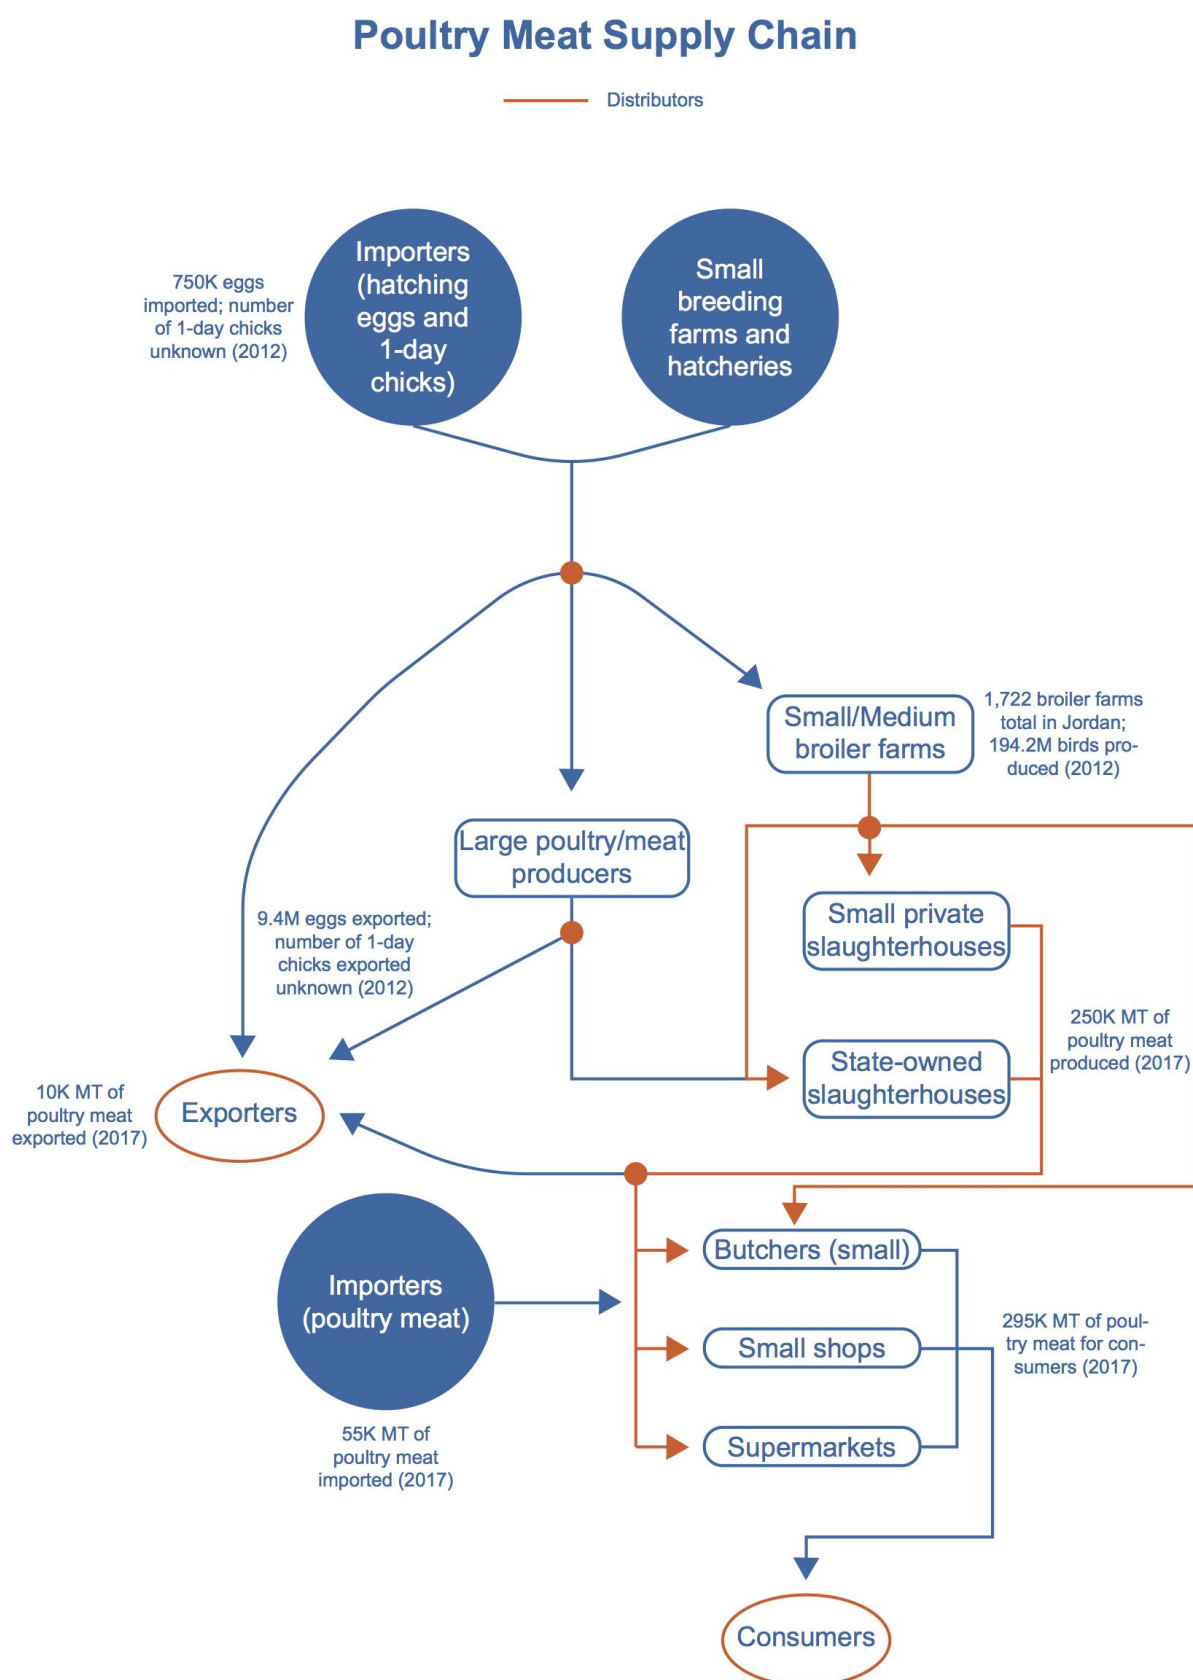 Poultry Meat Supply Chain
Distributors
Importers
(hatching
eggs and
1-day
chicks)
Small
breeding
farms and
hatcheries
750K eggs
imported; number
of 1-day chicks
unknown (2012)
Small/Medium
broiler farms
1,722 broiler farms
total in Jordan;
194.2M birds pro-
duced (2012)
Large poultry/meat
producers
Small private
slaughterhouses
9.4M eggs exported;
number of 1-day
chicks exported
unknown (2012)
State-owned
slaughterhouses
250K MT of
poultry meat
produced (2017)
10K MT of
poultry meat
exported (2017)
Exporters
Importers
(poultry meat)
Butchers (small)
Small shops
Supermarkets
295K MT of poul-
try meat for con-
sumers (2017)
55K MT of
poultry meat
imported (2017)
Consumers